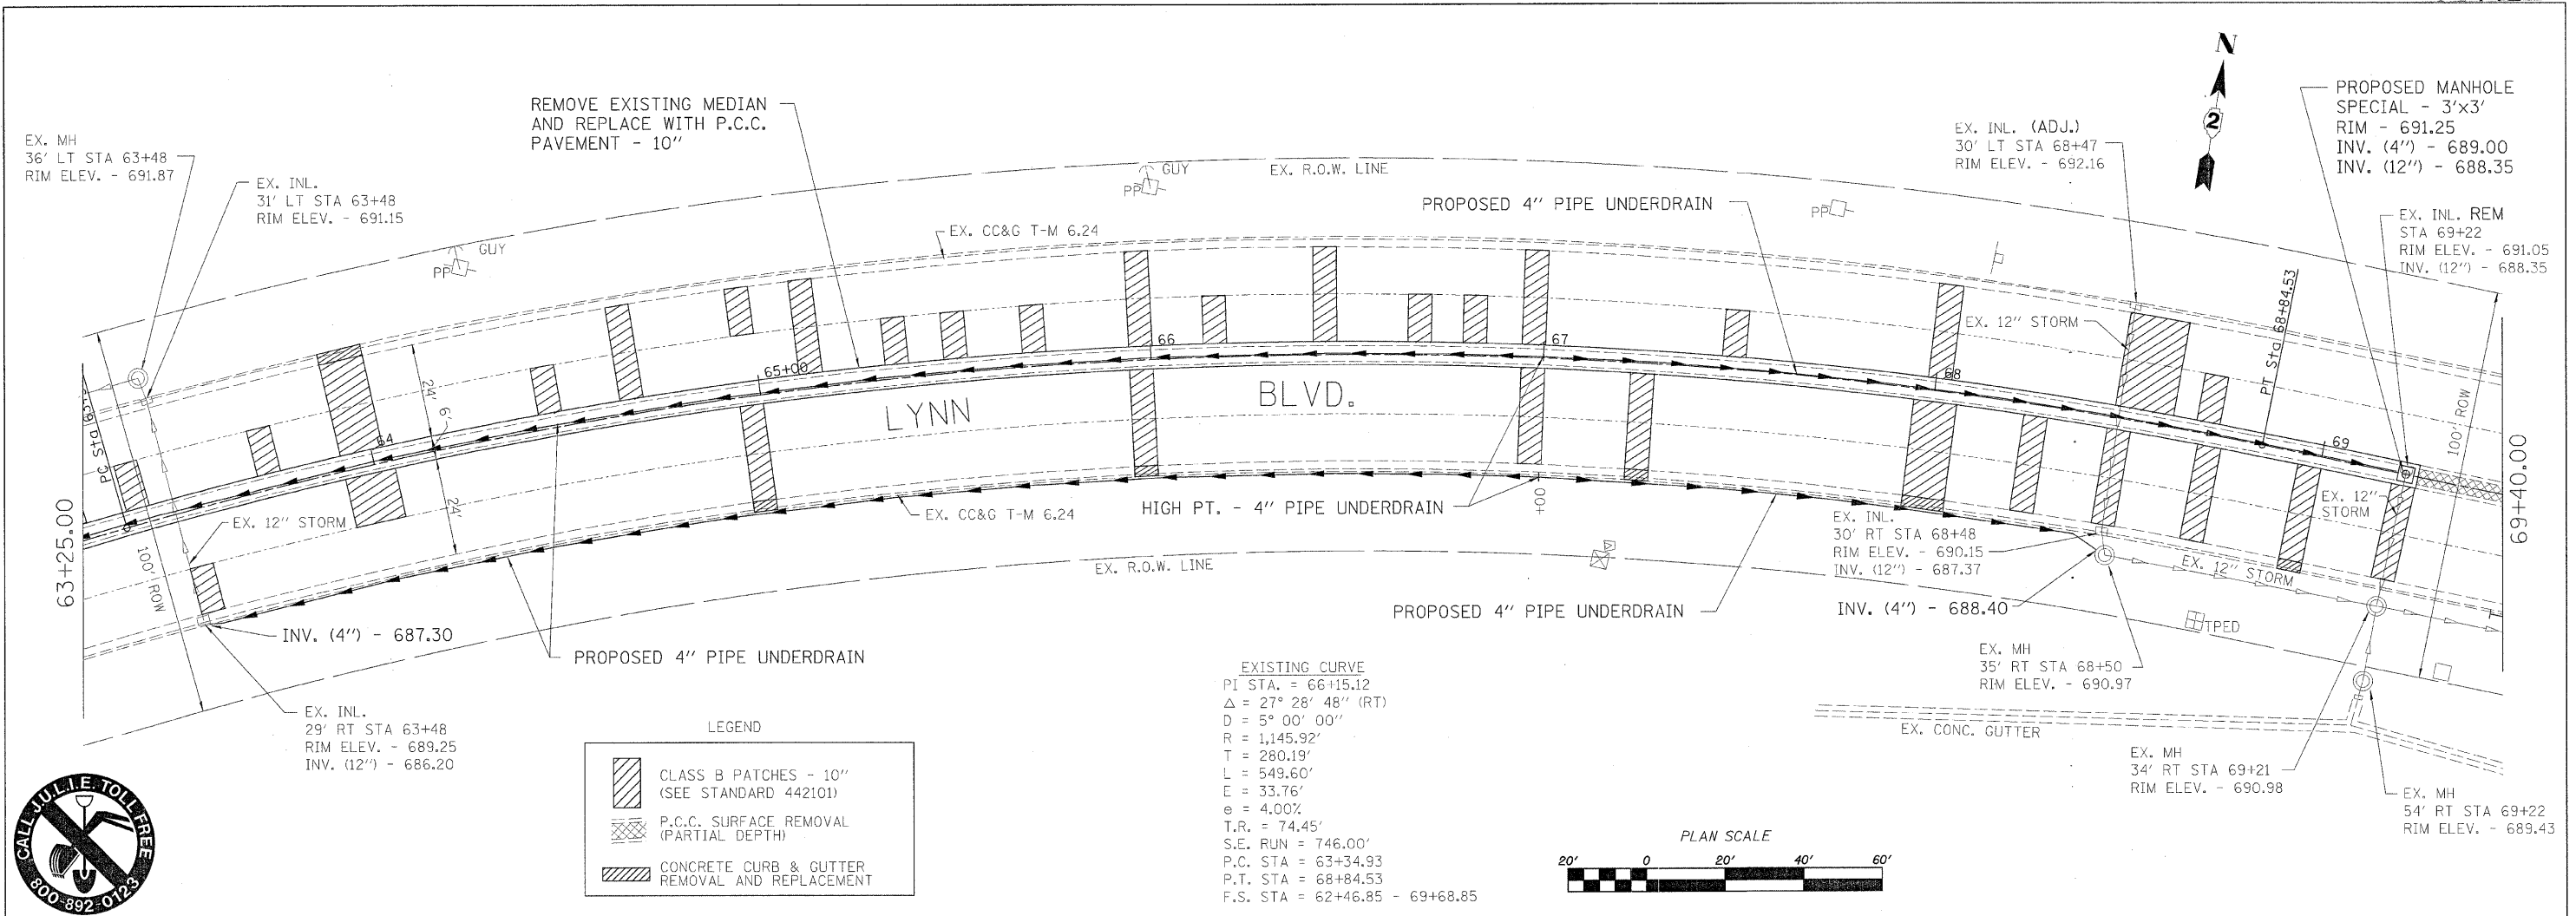 EX. MH
36' LT STA 63+48
RIM ELEV. - 691.87
EX. INL.
31' LT STA 63+48
RIM ELEV. - 691.15
REMOVE EXISTING MEDIAN
AND REPLACE WITH P.C.C.
PAVEMENT - 10"
GUY
PP
GUY
PP
EX. CC&G T-M 6.24
EX. R.O.W. LINE
PROPOSED 4" PIPE UNDERDRAIN
PP
EX. INL. (ADJ.)
30' LT STA 68+47
RIM ELEV. - 692.16
N
2
PROPOSED MANHOLE
SPECIAL - 3'x3'
RIM - 691.25
INV. (4") - 689.00
INV. (12") - 688.35
EX. INL. REM
STA 69+22
RIM ELEV. - 691.05
INV. (12") - 688.35
EX. 12" STORM
PT Sta 68+84.53
100' ROW
69+40.00
63+25.00
PC Sta 63+
100' ROW
EX. 12" STORM
64
24'
6'
24'
65+00
66
67
68
69
LYNN
BLVD.
EX. CC&G T-M 6.24
HIGH PT. - 4" PIPE UNDERDRAIN
+00
EX. R.O.W. LINE
PROPOSED 4" PIPE UNDERDRAIN
EX. INL.
30' RT STA 68+48
RIM ELEV. - 690.15
INV. (12") - 687.37
INV. (4") - 688.40
EX. 12" STORM
EX. 12"
STORM
TPED
EX. MH
35' RT STA 68+50
RIM ELEV. - 690.97
EX. CONC. GUTTER
EX. MH
34' RT STA 69+21
RIM ELEV. - 690.98
EX. MH
54' RT STA 69+22
RIM ELEV. - 689.43
INV. (4") - 687.30
PROPOSED 4" PIPE UNDERDRAIN
EX. INL.
29' RT STA 63+48
RIM ELEV. - 689.25
INV. (12") - 686.20
LEGEND
CLASS B PATCHES - 10"
(SEE STANDARD 442101)
P.C.C. SURFACE REMOVAL
(PARTIAL DEPTH)
CONCRETE CURB & GUTTER
REMOVAL AND REPLACEMENT
EXISTING CURVE
PI STA. = 66+15.12
Δ = 27° 28' 48" (RT)
D = 5° 00' 00"
R = 1,145.92'
T = 280.19'
L = 549.60'
E = 33.76'
e = 4.00%
T.R. = 74.45'
S.E. RUN = 746.00'
P.C. STA = 63+34.93
P.T. STA = 68+84.53
F.S. STA = 62+46.85 - 69+68.85
PLAN SCALE
20' 0 20' 40' 60'
CALL J.U.L.I.E. TOLL FREE
800-892-0123